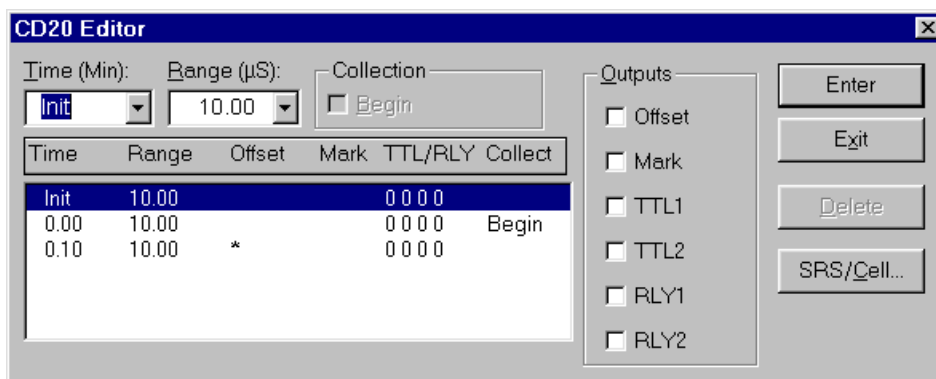 CD20 Editor
Time (Min):
Range (µS):
Init
10.00
Collection
Begin
Time Range Offset Mark TTL/RLY Collect
Init 10.00 0 0 0 0
0.00 10.00 0 0 0 0 Begin
0.10 10.00 * 0 0 0 0
Outputs
Offset
Mark
TTL1
TTL2
RLY1
RLY2
Enter
Exit
Delete
SRS/Cell...